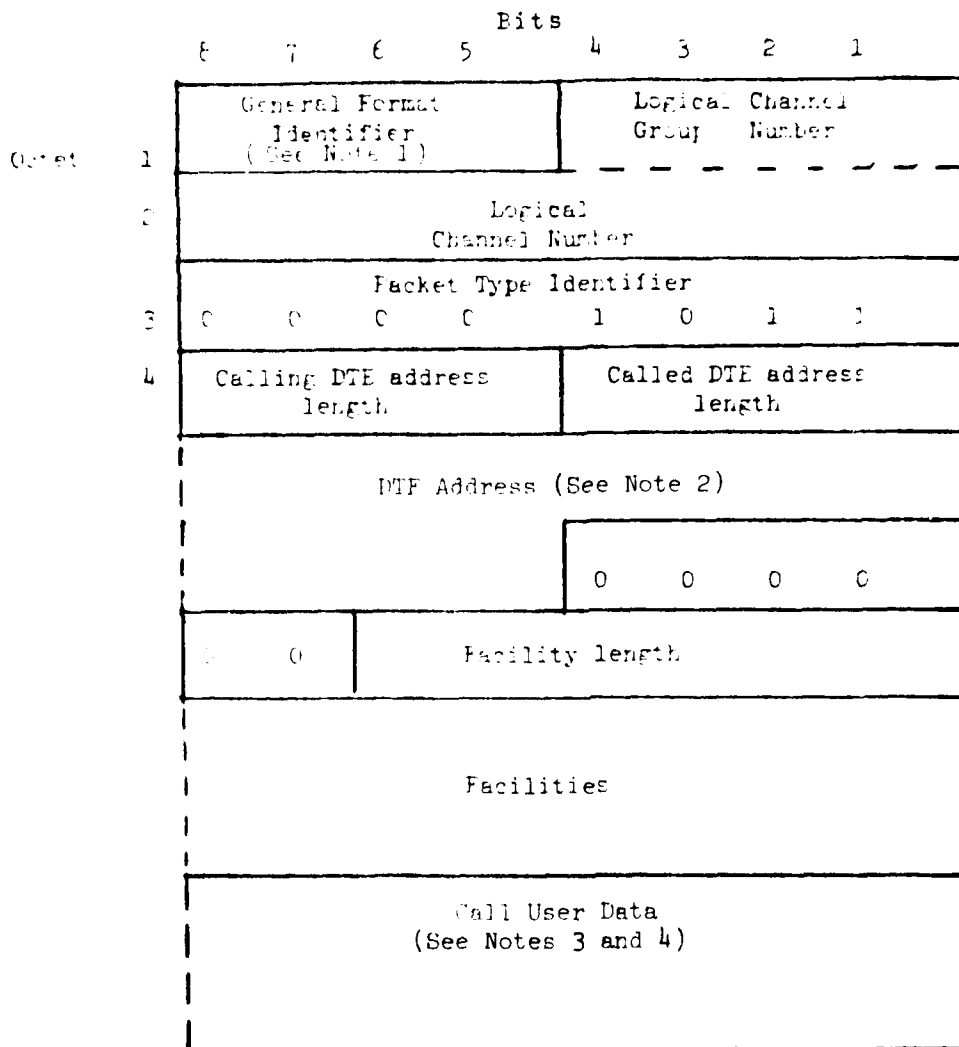 Bits
8 7 6 5 4 3 2 1
General Format Logical Channel
Identifier Group Number
(See Note 1)
Octet 1
2 Logical
Channel Number
Packet Type Identifier
3 0 0 0 0 1 0 1 1
4 Calling DTE address Called DTE address
length length
DTE Address (See Note 2)
0 0 0 0
0 0 Facility length
Facilities
Call User Data
(See Notes 3 and 4)